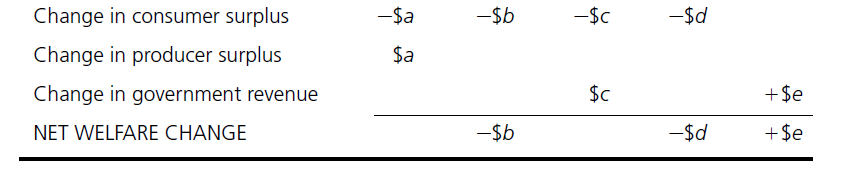 Change in consumer surplus –$a –$b –$c –$d
Change in producer surplus $a
Change in government revenue $c +$e
NET WELFARE CHANGE –$b –$d +$e